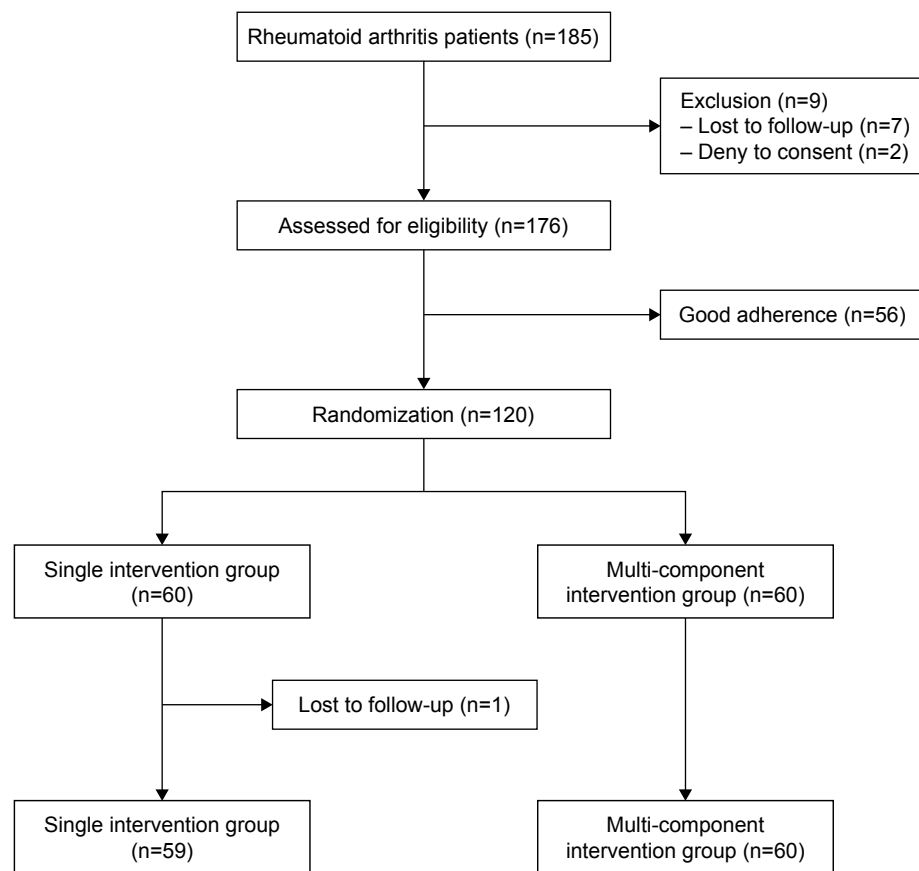 Rheumatoid arthritis patients (n=185)
Exclusion (n=9)
– Lost to follow-up (n=7)
– Deny to consent (n=2)
Assessed for eligibility (n=176)
Good adherence (n=56)
Randomization (n=120)
Single intervention group
(n=60)
Multi-component
intervention group (n=60)
Lost to follow-up (n=1)
Single intervention group
(n=59)
Multi-component
intervention group (n=60)